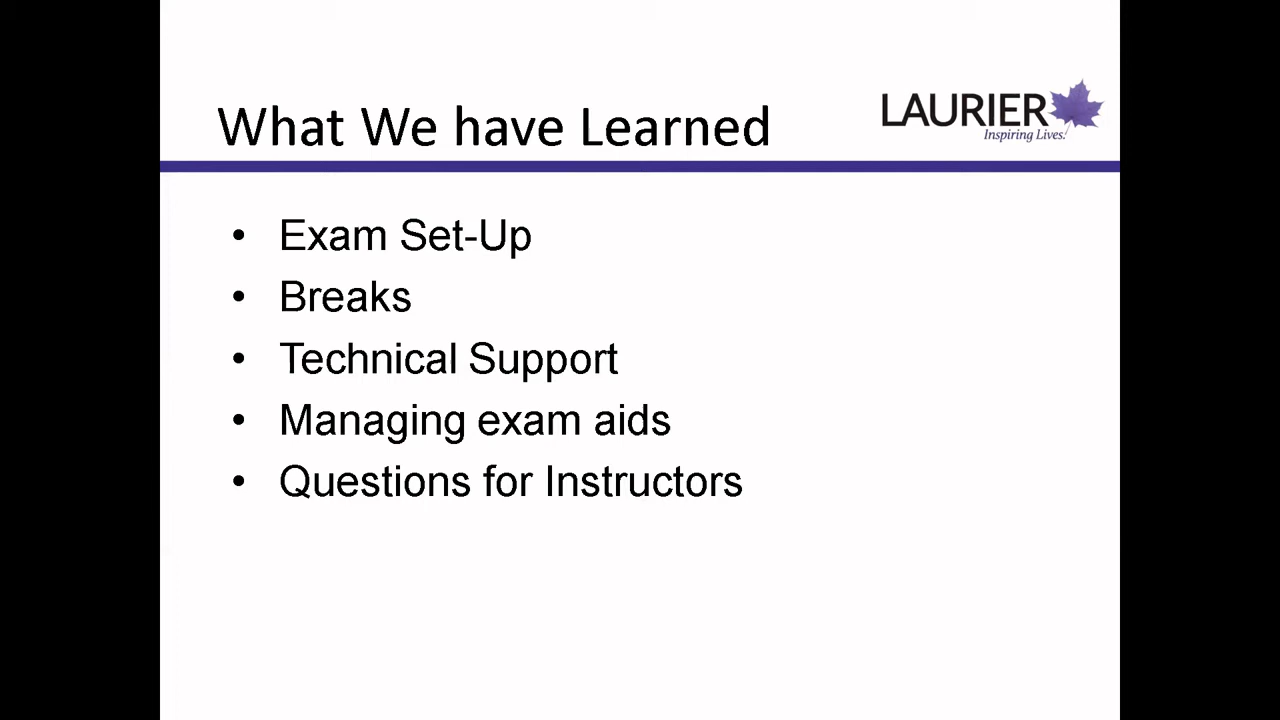 What We have Learned
LAURIER
Inspiring Lives.
• Exam Set-Up
• Breaks
• Technical Support
• Managing exam aids
• Questions for Instructors